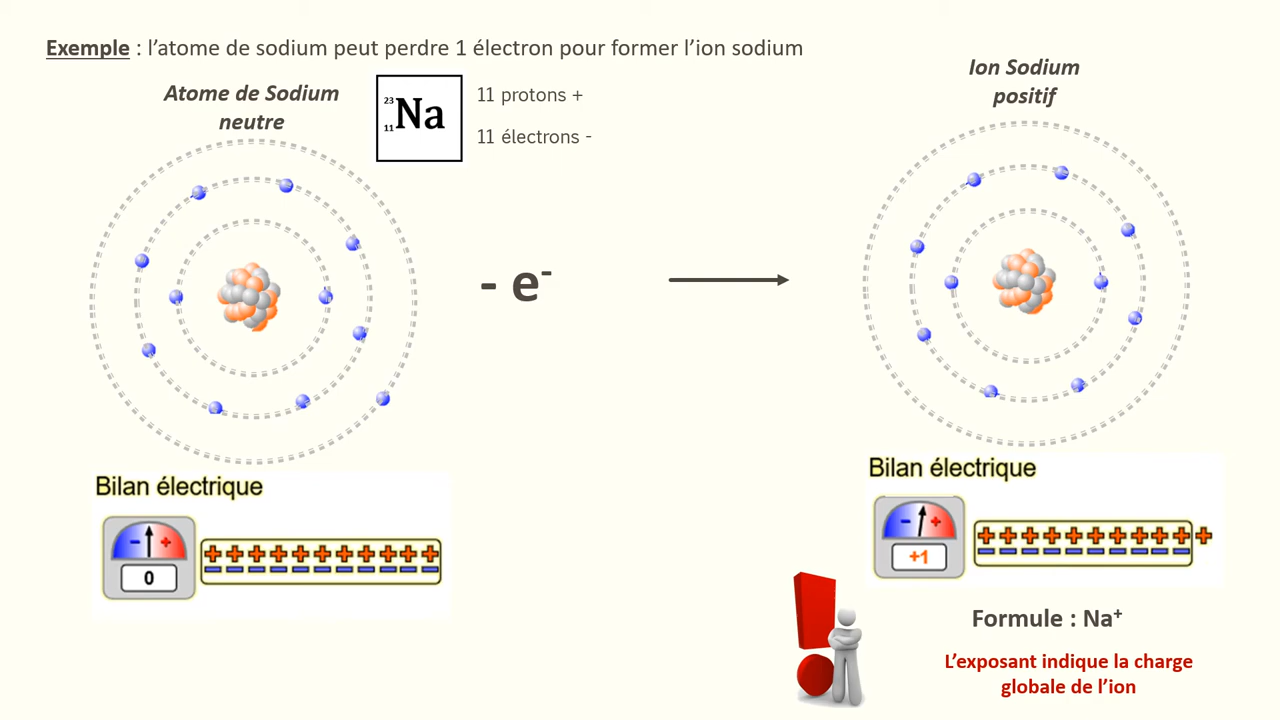 Exemple : l’atome de sodium peut perdre 1 électron pour former l’ion sodium
Atome de Sodium
neutre
23
11
Na
11 protons +
11 électrons -
Ion Sodium
positif
- e-
Bilan électrique
- +
0
+ + + + + + + + + + +
- - - - - - - - - - -
Bilan électrique
- +
+1
+ + + + + + + + + + +
- - - - - - - - - -
Formule : Na⁺
L’exposant indique la charge
globale de l’ion